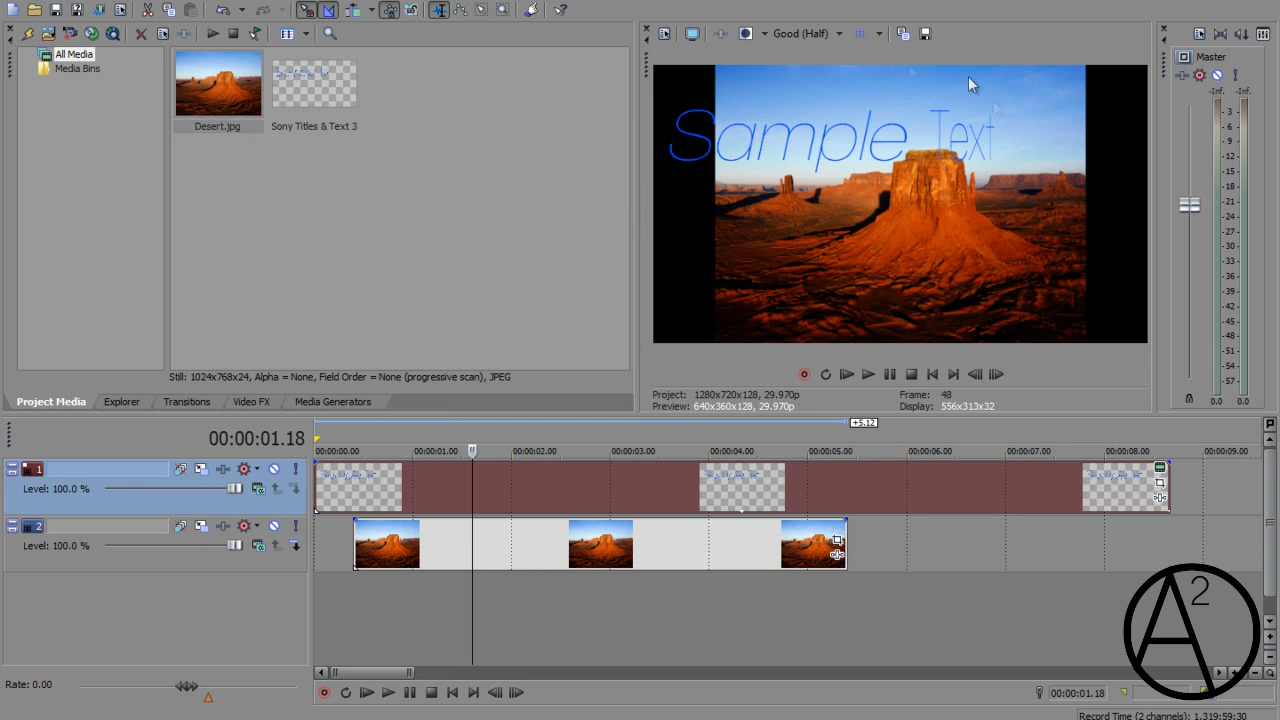 Good (Half)
All Media
Media Bins
Desert.jpg
Sony Titles & Text 3
Sample Text
Master
-Inf. -Inf.
3
6
9
12
15
18
21
24
27
30
33
36
39
42
45
48
51
54
57
0.0 0.0
Still: 1024x768x24, Alpha = None, Field Order = None (progressive scan), JPEG
Project Media Explorer Transitions Video FX Media Generators
Project: 1280x720x128, 29.970p Frame: 48
Preview: 640x360x128, 29.970p Display: 556x313x32
+5.12
00:00:01.18
00:00:00.00 00:00:01.00 00:00:02.00 00:00:03.00 00:00:04.00 00:00:05.00 00:00:06.00 00:00:07.00 00:00:08.00 00:00:09.00
1
Level: 100.0 %
2
Level: 100.0 %
A2
Rate: 0.00
00:00:01.18
Record Time (2 channels): 1,319:59:30